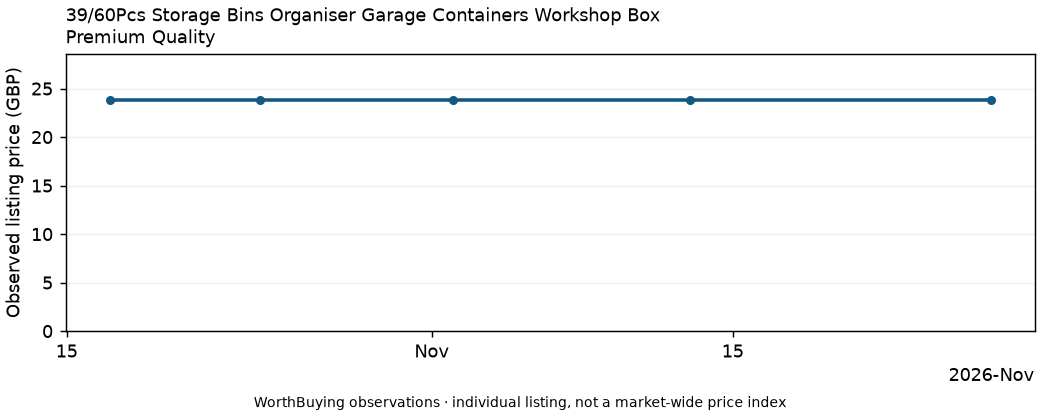 39/60Pcs Storage Bins Organiser Garage Containers Workshop Box
Premium Quality
Observed listing price (GBP)
25
20
15
10
5
0
15
Nov
15
2026-Nov
WorthBuying observations · individual listing, not a market-wide price index